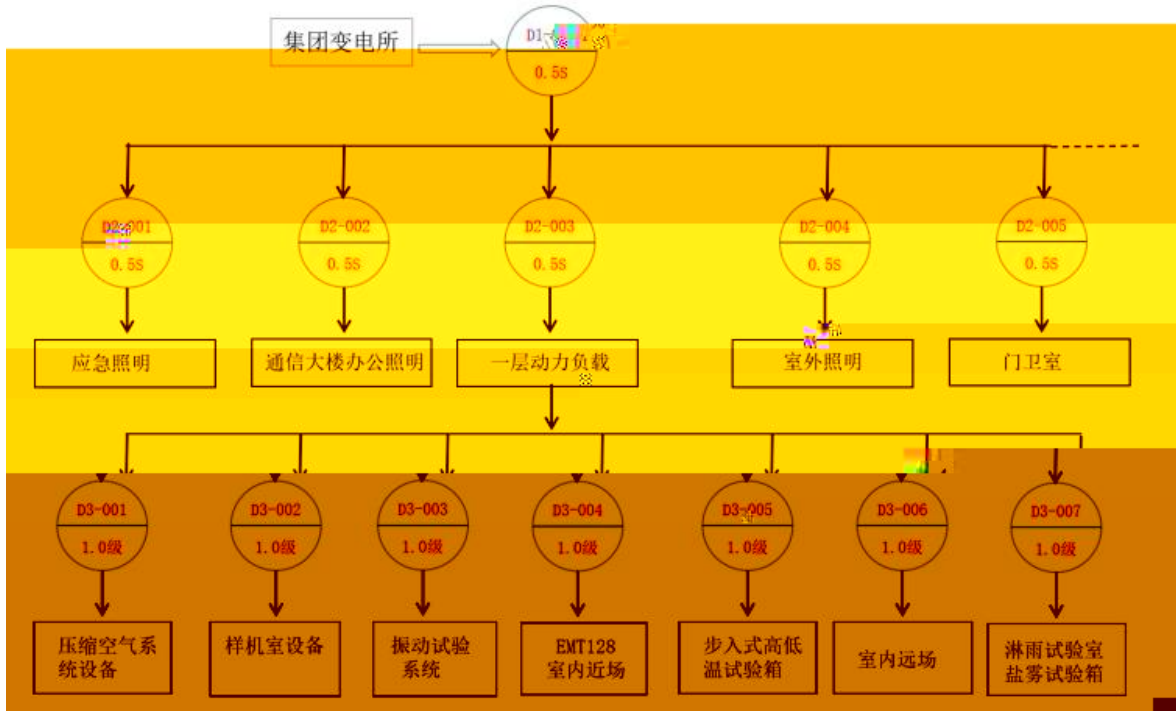 集团变电所
0.5S
D2-001
D2-002
D2-003
D2-004
D2-005
0.5S
0.5S
0.5S
0.5S
0.5S
应急照明
通信大楼办公照明
一层动力负载
室外照明
门卫室
D3-001
D3-002
D3-003
D3-004
D3-005
D3-006
D3-007
1.0级
1.0级
1.0级
1.0级
1.0级
1.0级
1.0级
压缩空气系
统设备
样机室设备
振动试验
系统
EMT128
室内近场
步入式高低
温试验箱
室内远场
淋雨试验室
盐雾试验箱